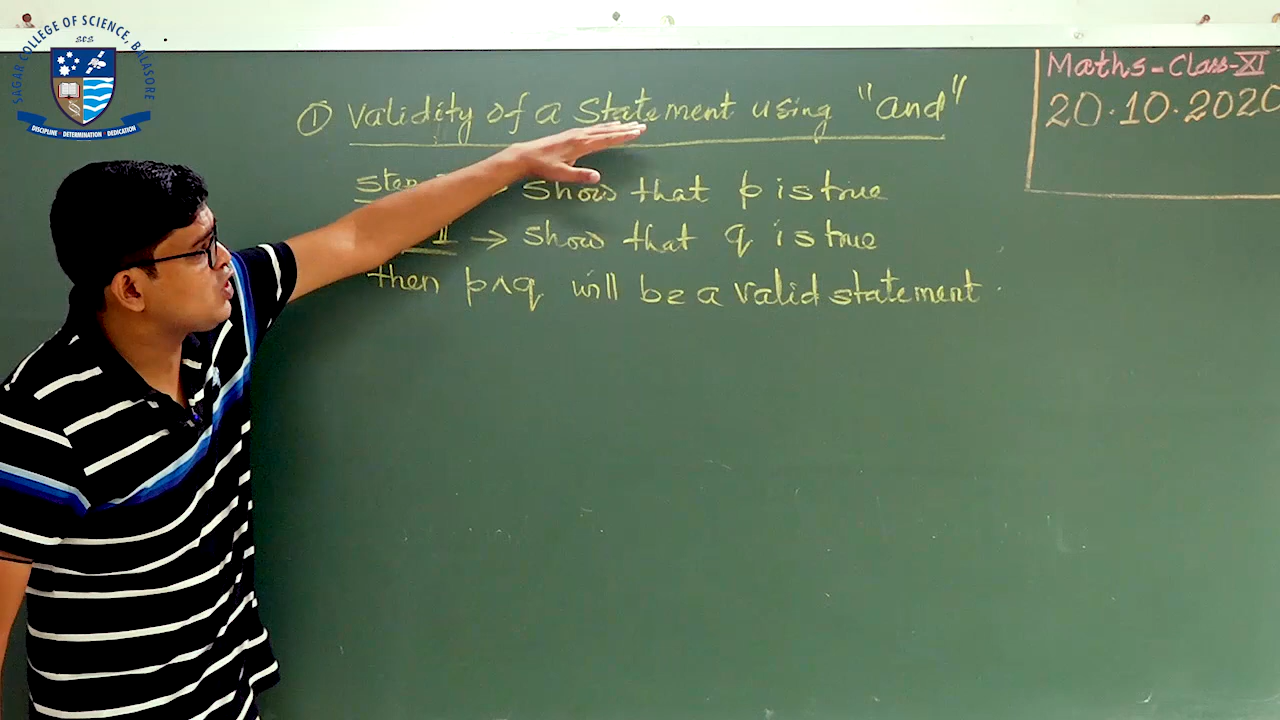 SAGAR COLLEGE OF SCIENCE, BALASORE
SCS
DISCIPLINE · DETERMINATION · DEDICATION
Maths - Class - XI
20.10.2020
① Validity of a Statement using "and"
Step → Show that p is true
II → Show that q is true
then p∧q will be a valid statement.